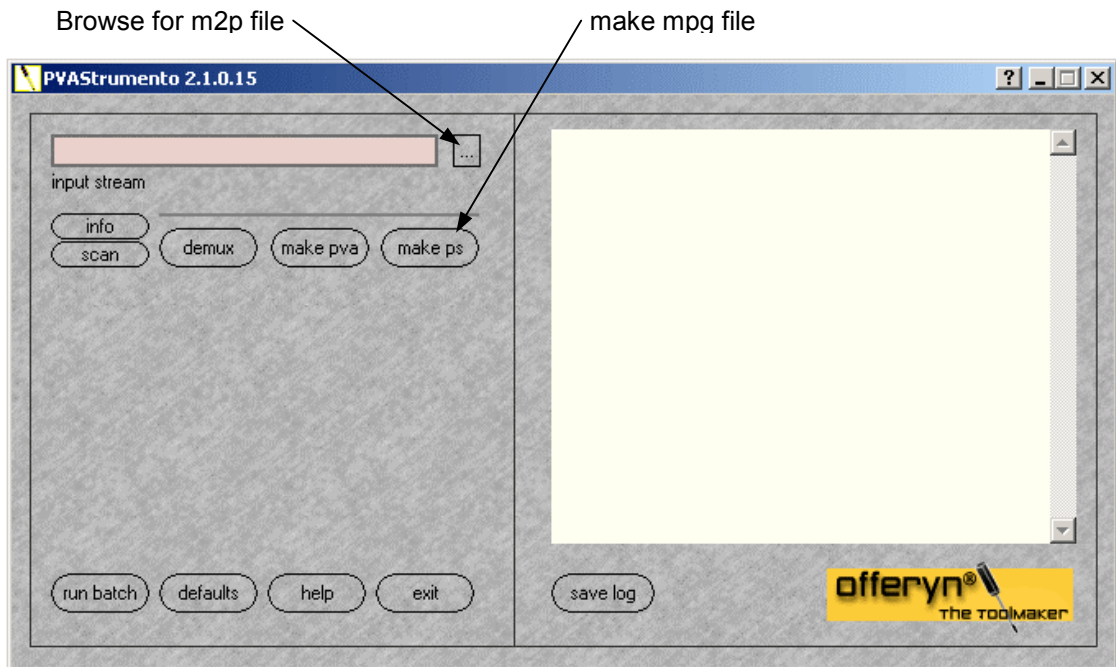 Browse for m2p file
make mpg file
PVAStrumento 2.1.0.15
...
input stream
info
scan
demux
make pva
make ps
run batch
defaults
help
exit
save log
offeryn®
The Toolmaker